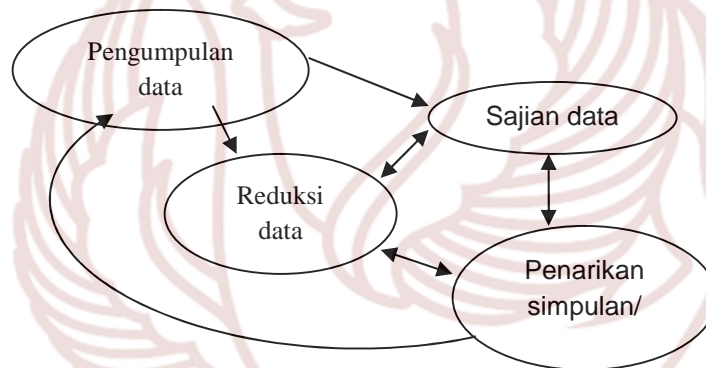 Pengumpulan
data
Sajian data
Reduksi
data
Penarikan
simpulan/